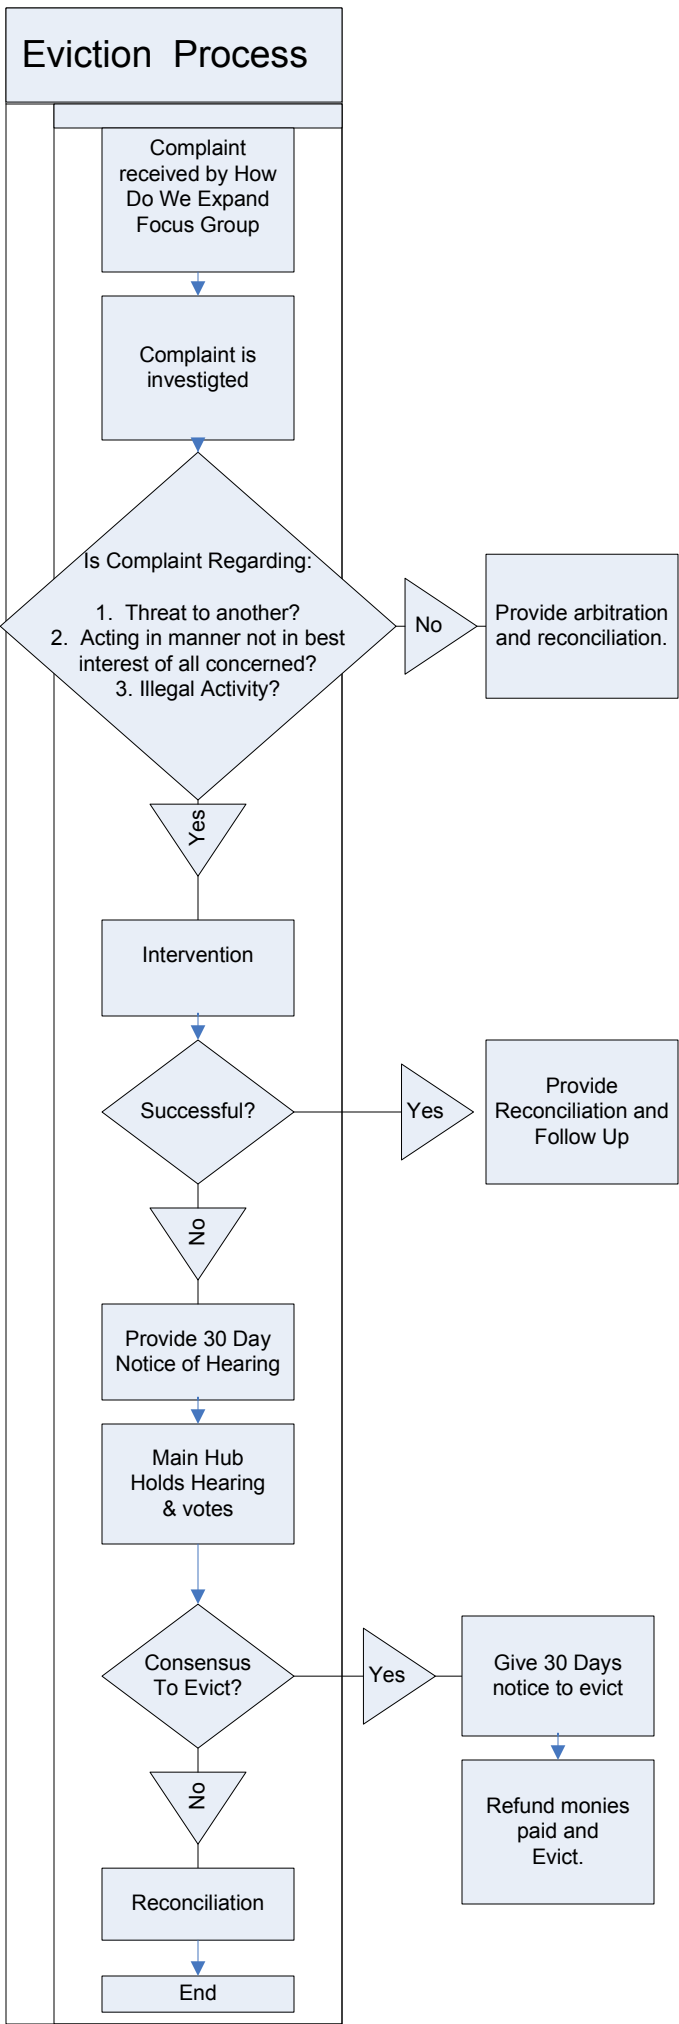 Eviction Process
Complaint
received by How
Do We Expand
Focus Group
Complaint is
investigted
Is Complaint Regarding:
1. Threat to another?
2. Acting in manner not in best
interest of all concerned?
3. Illegal Activity?
No
Provide arbitration
and reconciliation.
Yes
Intervention
Successful?
Yes
Provide
Reconciliation and
Follow Up
No
Provide 30 Day
Notice of Hearing
Main Hub
Holds Hearing
& votes
Consensus
To Evict?
Yes
Give 30 Days
notice to evict
Refund monies
paid and
Evict.
No
Reconciliation
End